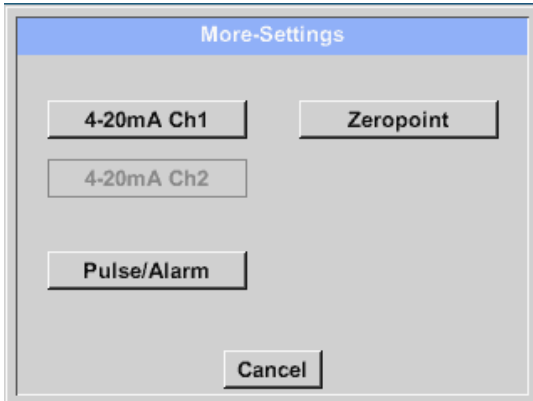 More-Settings
4-20mA Ch1
Zeropoint
4-20mA Ch2
Pulse/Alarm
Cancel